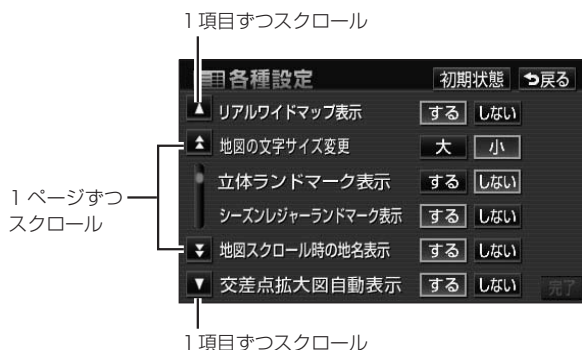 1項目ずつスクロール
各種設定 初期状態 戻る
リアルワイドマップ表示 する しない
地図の文字サイズ変更 大 小
立体ランドマーク表示 する しない
シーズンレジャーランドマーク表示 する しない
地図スクロール時の地名表示 する しない
交差点拡大図自動表示 する しない 完了
1ページずつ
スクロール
1項目ずつスクロール